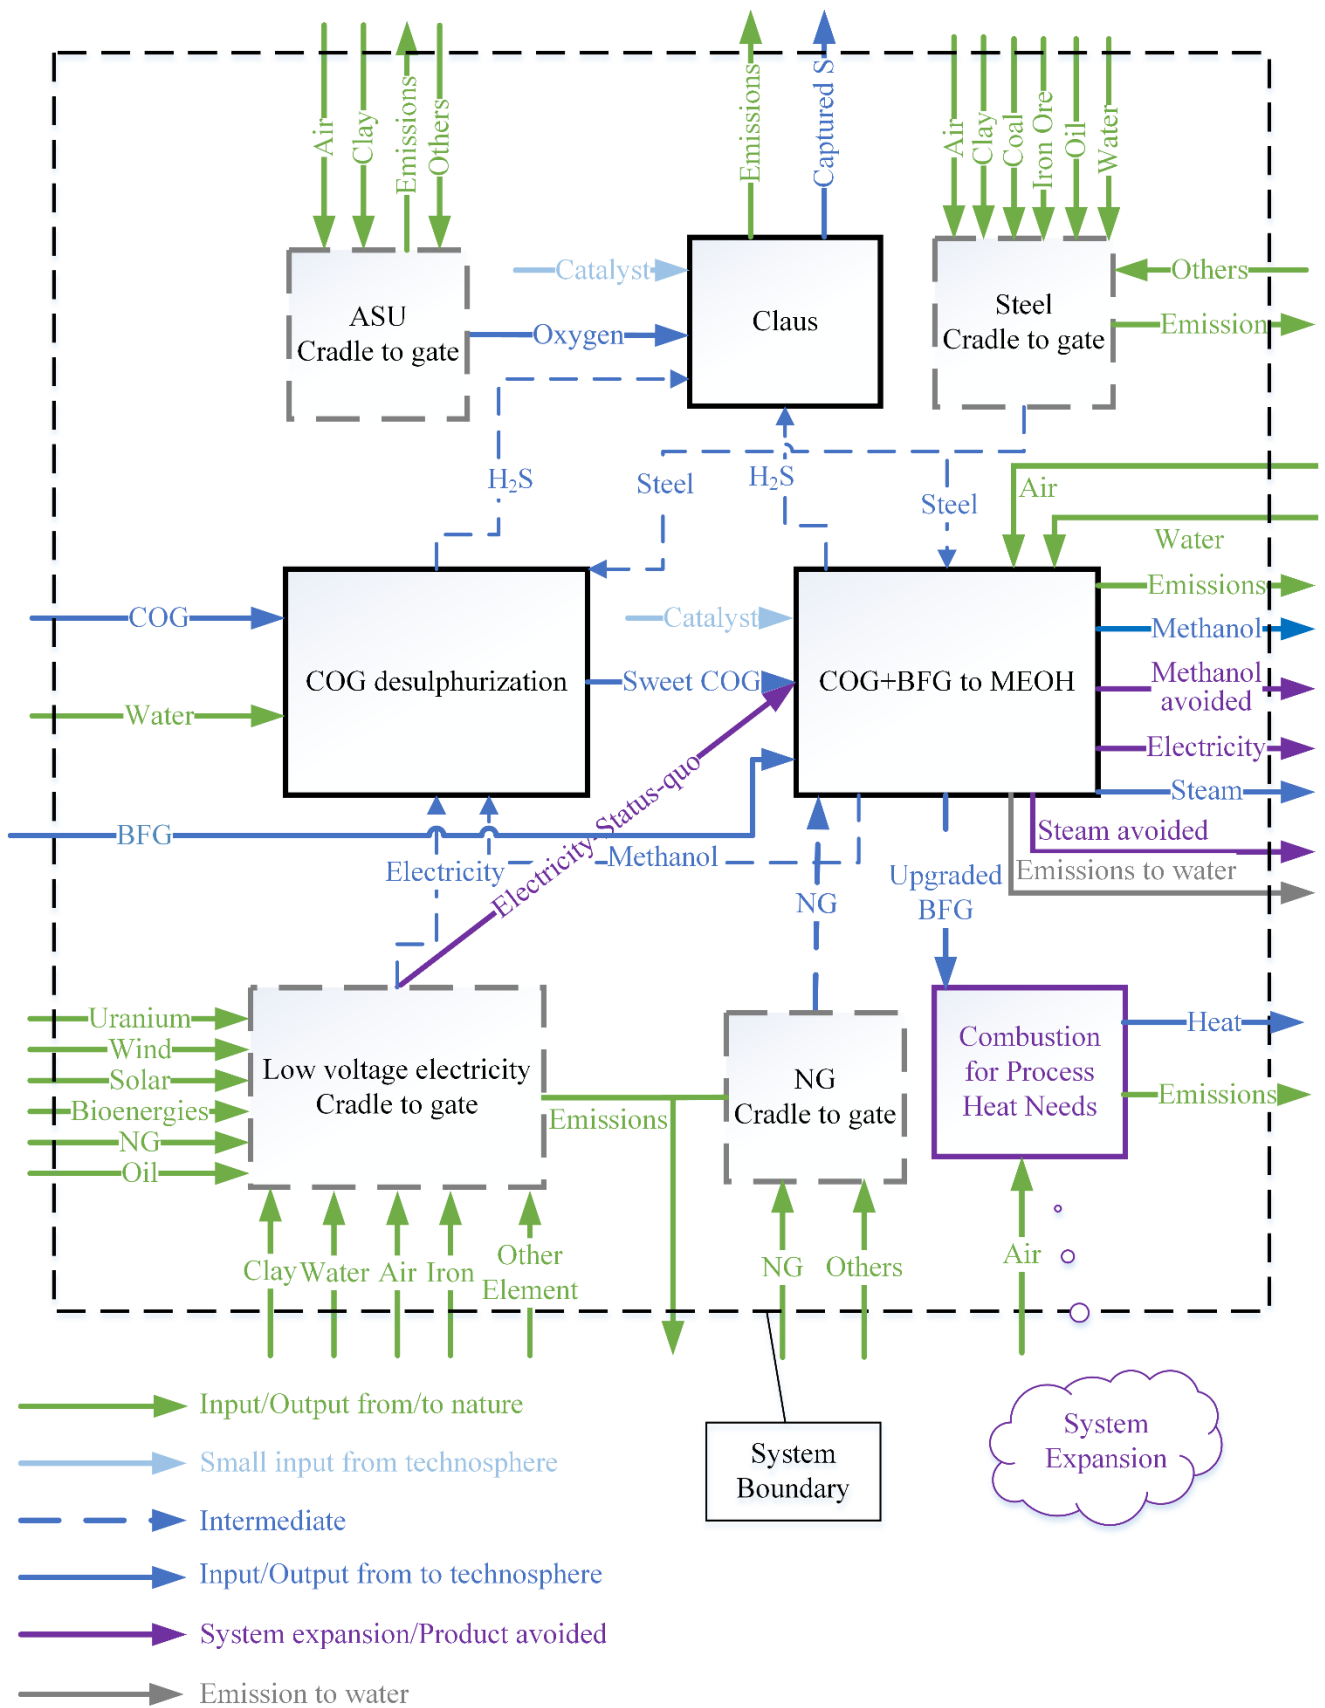 Air
Clay
Emissions
Others
Emissions
Captured S
Air
Clay
Coal
Iron Ore
Oil
Water
ASU
Cradle to gate
Catalyst
Oxygen
Claus
Steel
Cradle to gate
Others
Emission
H₂S
Steel
H₂S
Steel
Air
Water
COG
Water
COG desulphurization
Catalyst
Sweet COG
COG+BFG to MEOH
Emissions
Methanol
Methanol
avoided
Electricity
Steam
Steam avoided
Emissions to water
BFG
Electricity
Electricity-Status-quo
Methanol
NG
Upgraded
BFG
Uranium
Wind
Solar
Bioenergies
NG
Oil
Low voltage electricity
Cradle to gate
Emissions
NG
Cradle to gate
Combustion
for Process
Heat Needs
Heat
Emissions
Clay
Water
Air
Iron
Other
Element
NG
Others
Air
Input/Output from/to nature
Small input from technosphere
Intermediate
Input/Output from to technosphere
System expansion/Product avoided
Emission to water
System
Boundary
System
Expansion